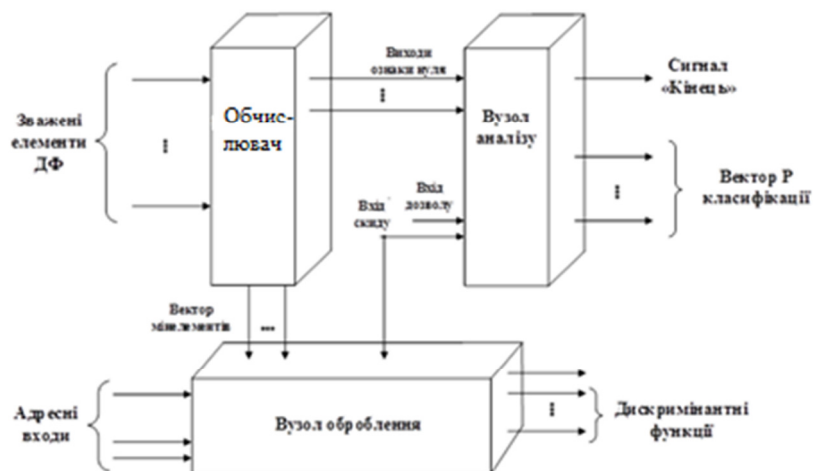 Зважені
елементи
ДФ
Обчис-
лювач
Виходи
ознаки нуля
Вузол
аналізу
Сигнал
«Кінець»
Вектор Р
класифікації
Вхід
дозволу
Вхід
скиду
Вектор
мінелементів
...
Адресні
входи
Вузол оброблення
Дискримінантні
функції